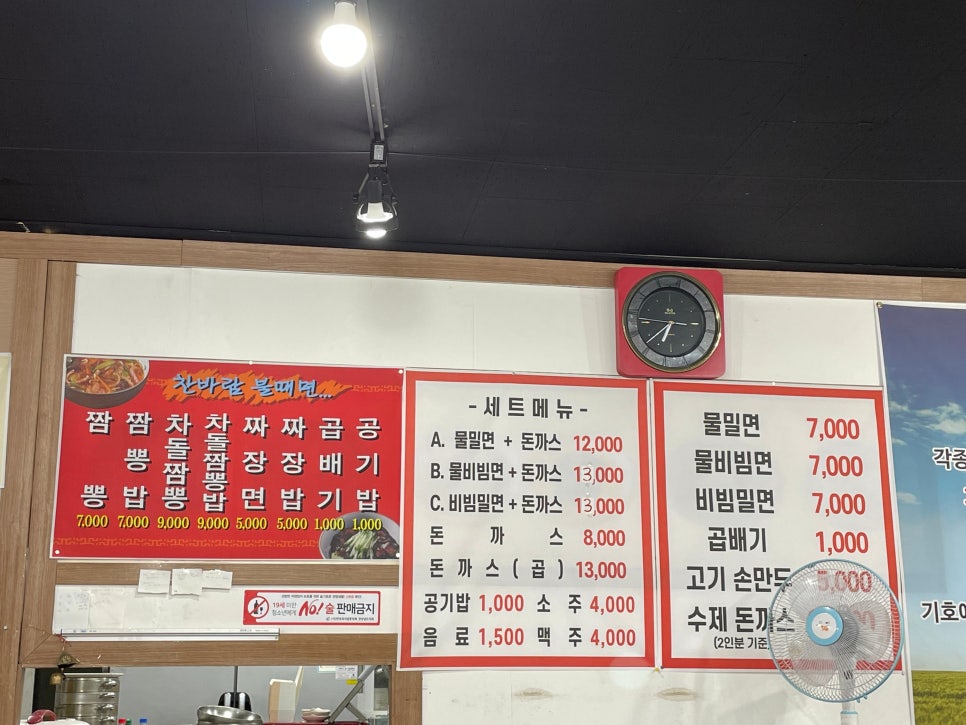 찬바람 불때면...
짬뽕 7,000
짬뽕밥 7,000
차돌짬뽕 9,000
차돌짬뽕밥 9,000
짜장면 5,000
짜장밥 5,000
곱배기 1,000
공기밥 1,000
19세 미만 청소년에게 No! 술 판매금지
-세트메뉴-
A. 물밀면 + 돈까스 12,000
B. 물비빔면 + 돈까스 13,000
C. 비빔밀면 + 돈까스 13,000
돈 까 스 8,000
돈 까 스 ( 곱 ) 13,000
공기밥 1,000 소 주 4,000
음 료 1,500 맥 주 4,000
물밀면 7,000
물비빔면 7,000
비빔밀면 7,000
곱배기 1,000
고기 손만두 5,000
수제 돈까스
(2인분 기준)
각종
기호에